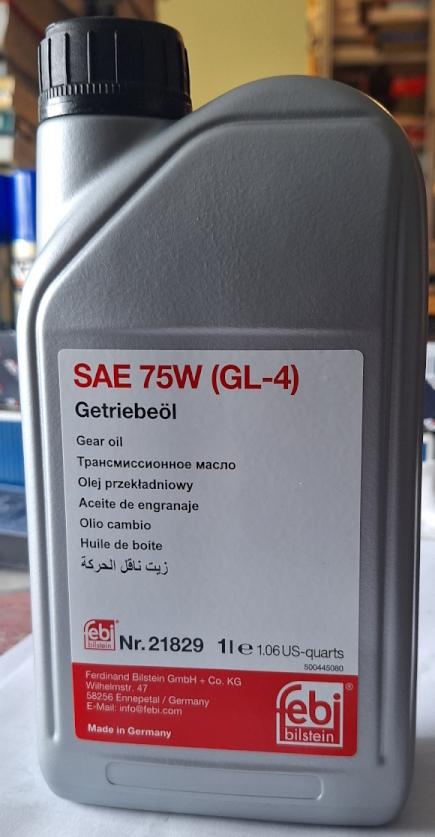 SAE 75W (GL-4)
Getriebeöl
Gear oil
Трансмиссионное масло
Olej przekładniowy
Aceite de engranaje
Olio cambio
Huile de boite
زيت ناقل الحركة
febi
bilstein
Nr. 21829 1l e 1.06 US-quarts
500445080
Ferdinand Bilstein GmbH + Co. KG
Wilhelmstr. 47
58256 Ennepetal / Germany
E-Mail: info@febi.com
Made in Germany
febi®
bilstein